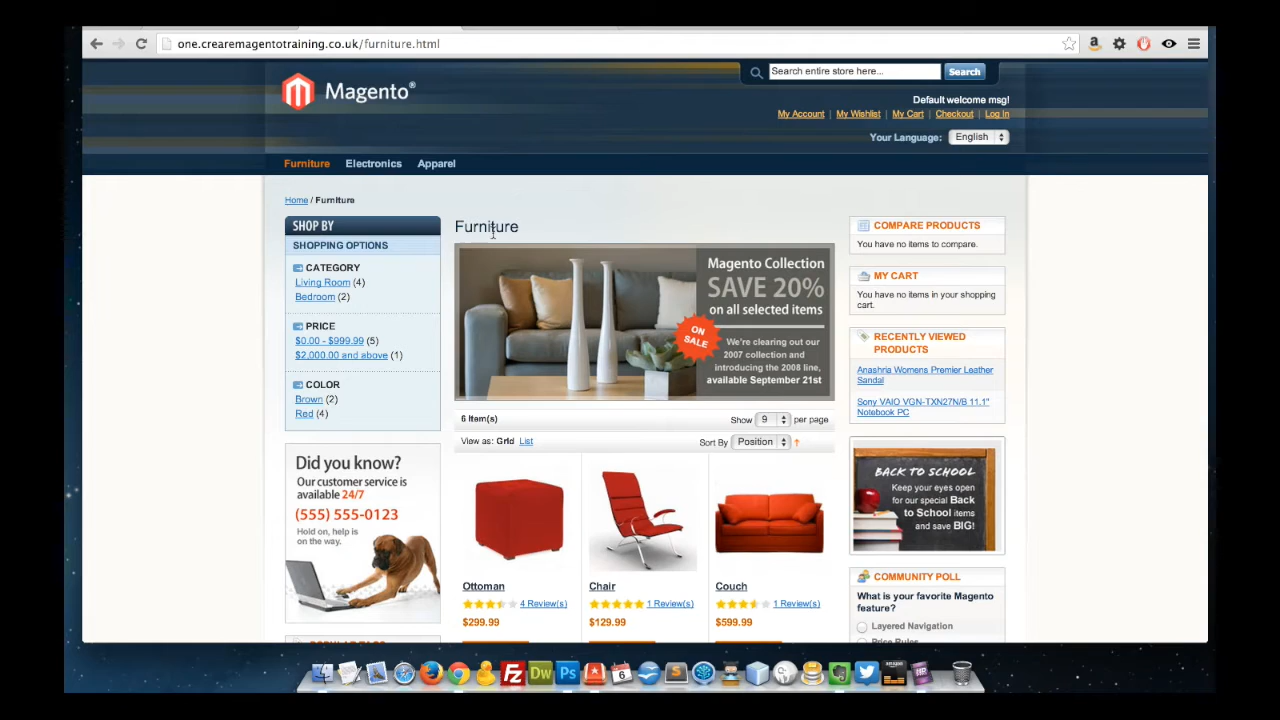 one.crearemagentotraining.co.uk/furniture.html
Magento®
Search entire store here...
Search
Default welcome msg!
My Account | My Wishlist | My Cart | Checkout | Log In
Your Language: English
Furniture Electronics Apparel
Home / Furniture
SHOP BY
SHOPPING OPTIONS
CATEGORY
Living Room (4)
Bedroom (2)
PRICE
$0.00 - $999.99 (5)
$2,000.00 and above (1)
COLOR
Brown (2)
Red (4)
Did you know?
Our customer service is
available 24/7
(555) 555-0123
Hold on, help is
on the way.
Furniture
Magento Collection
SAVE 20%
on all selected items
ON
SALE
We're clearing out our
2007 collection and
introducing the 2008 line,
available September 21st
6 Item(s)
Show 9 per page
View as: Grid List
Sort By Position
Ottoman
4 Review(s)
$299.99
Chair
1 Review(s)
$129.99
Couch
1 Review(s)
$599.99
COMPARE PRODUCTS
You have no items to compare.
MY CART
You have no items in your shopping
cart.
RECENTLY VIEWED
PRODUCTS
Anashria Womens Premier Leather
Sandal
Sony VAIO VGN-TXN27N/B 11.1"
Notebook PC
BACK TO SCHOOL
Keep your eyes open
for our special Back
to School items
and save BIG!
COMMUNITY POLL
What is your favorite Magento
feature?
Layered Navigation
Price Rules
POPULAR TAGS
Fz
Dw
Ps
6
S